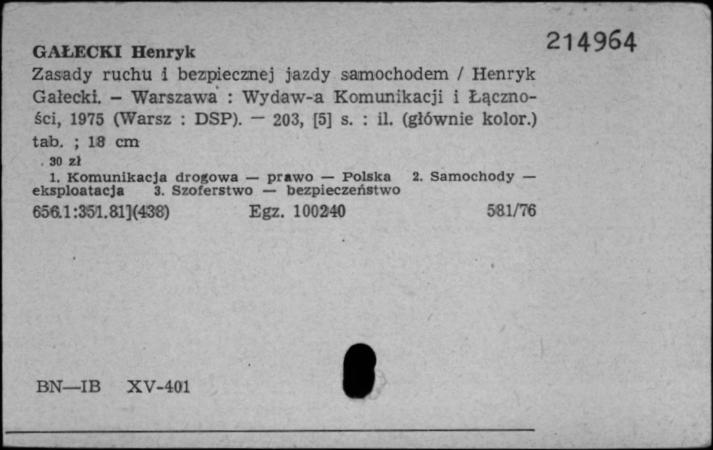 214964
GAŁECKI Henryk
Zasady ruchu i bezpiecznej jazdy samochodem / Henryk
Gałecki. – Warszawa : Wydaw-a Komunikacji i Łączno-
ści, 1975 (Warsz : DSP). — 203, [5] s. : il. (głównie kolor.)
tab. ; 18 cm
30 zł
1. Komunikacja drogowa — prawo — Polska 2. Samochody —
eksploatacja 3. Szoferstwo — bezpieczeństwo
656.1:351.81](438) Egz. 100240 581/76
BN—IB XV-401